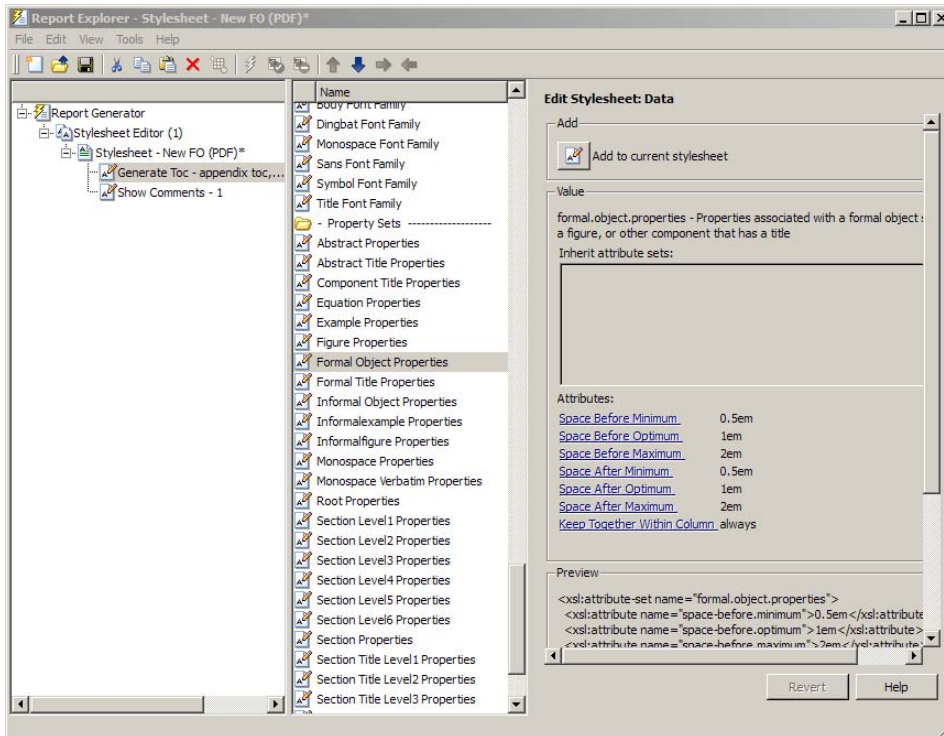 Report Explorer - Stylesheet - New FO (PDF)*
File Edit View Tools Help
Report Generator
Stylesheet Editor (1)
Stylesheet - New FO (PDF)*
Generate Toc - appendix toc,...
Show Comments - 1
Name
Body Font Family
Dingbat Font Family
Monospace Font Family
Sans Font Family
Symbol Font Family
Title Font Family
- Property Sets -------------------
Abstract Properties
Abstract Title Properties
Component Title Properties
Equation Properties
Example Properties
Figure Properties
Formal Object Properties
Formal Title Properties
Informal Object Properties
Informalexample Properties
Informalfigure Properties
Monospace Properties
Monospace Verbatim Properties
Root Properties
Section Level1 Properties
Section Level2 Properties
Section Level3 Properties
Section Level4 Properties
Section Level5 Properties
Section Level6 Properties
Section Properties
Section Title Level1 Properties
Section Title Level2 Properties
Section Title Level3 Properties
Edit Stylesheet: Data
Add
Add to current stylesheet
Value
formal.object.properties - Properties associated with a formal object
a figure, or other component that has a title
Inherit attribute sets:
Attributes:
Space Before Minimum 0.5em
Space Before Optimum 1em
Space Before Maximum 2em
Space After Minimum 0.5em
Space After Optimum 1em
Space After Maximum 2em
Keep Together Within Column always
Preview
<xsl:attribute-set name="formal.object.properties">
<xsl:attribute name="space-before.minimum">0.5em</xsl:attribute
<xsl:attribute name="space-before.optimum">1em</xsl:attribute>
<xsl:attribute name="space-before.maximum">2em</xsl:attribute>
Revert Help